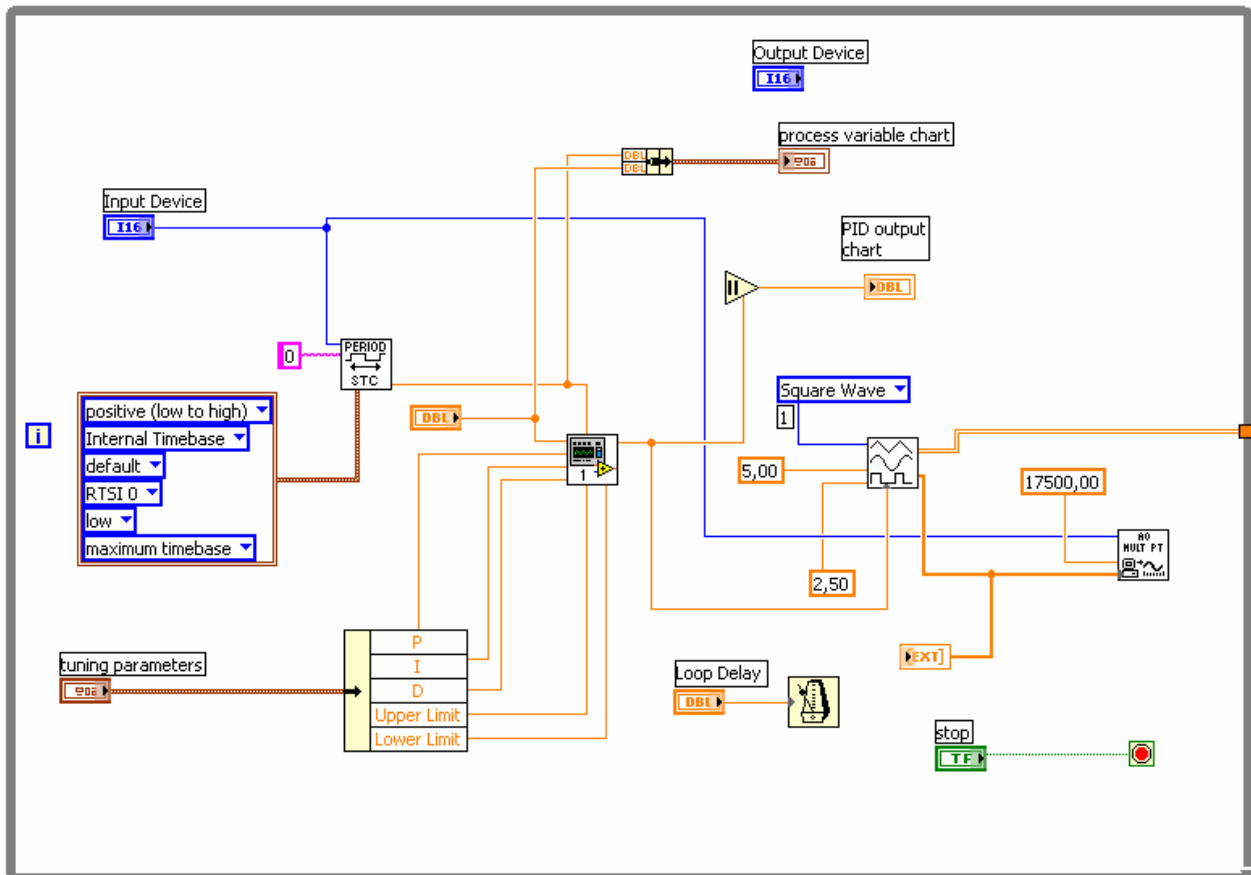 Output Device
I16
process variable chart
DBL
DBL
Input Device
I16
PID output
chart
DBL
PERIOD
STC
0
positive (low to high)
Internal Timebase
default
RTSI 0
low
maximum timebase
i
DBL
1
Square Wave
1
5,00
2,50
17500,00
AO
MULT PT
EXT]
tuning parameters
P
I
D
Upper Limit
Lower Limit
Loop Delay
DBL
stop
TF